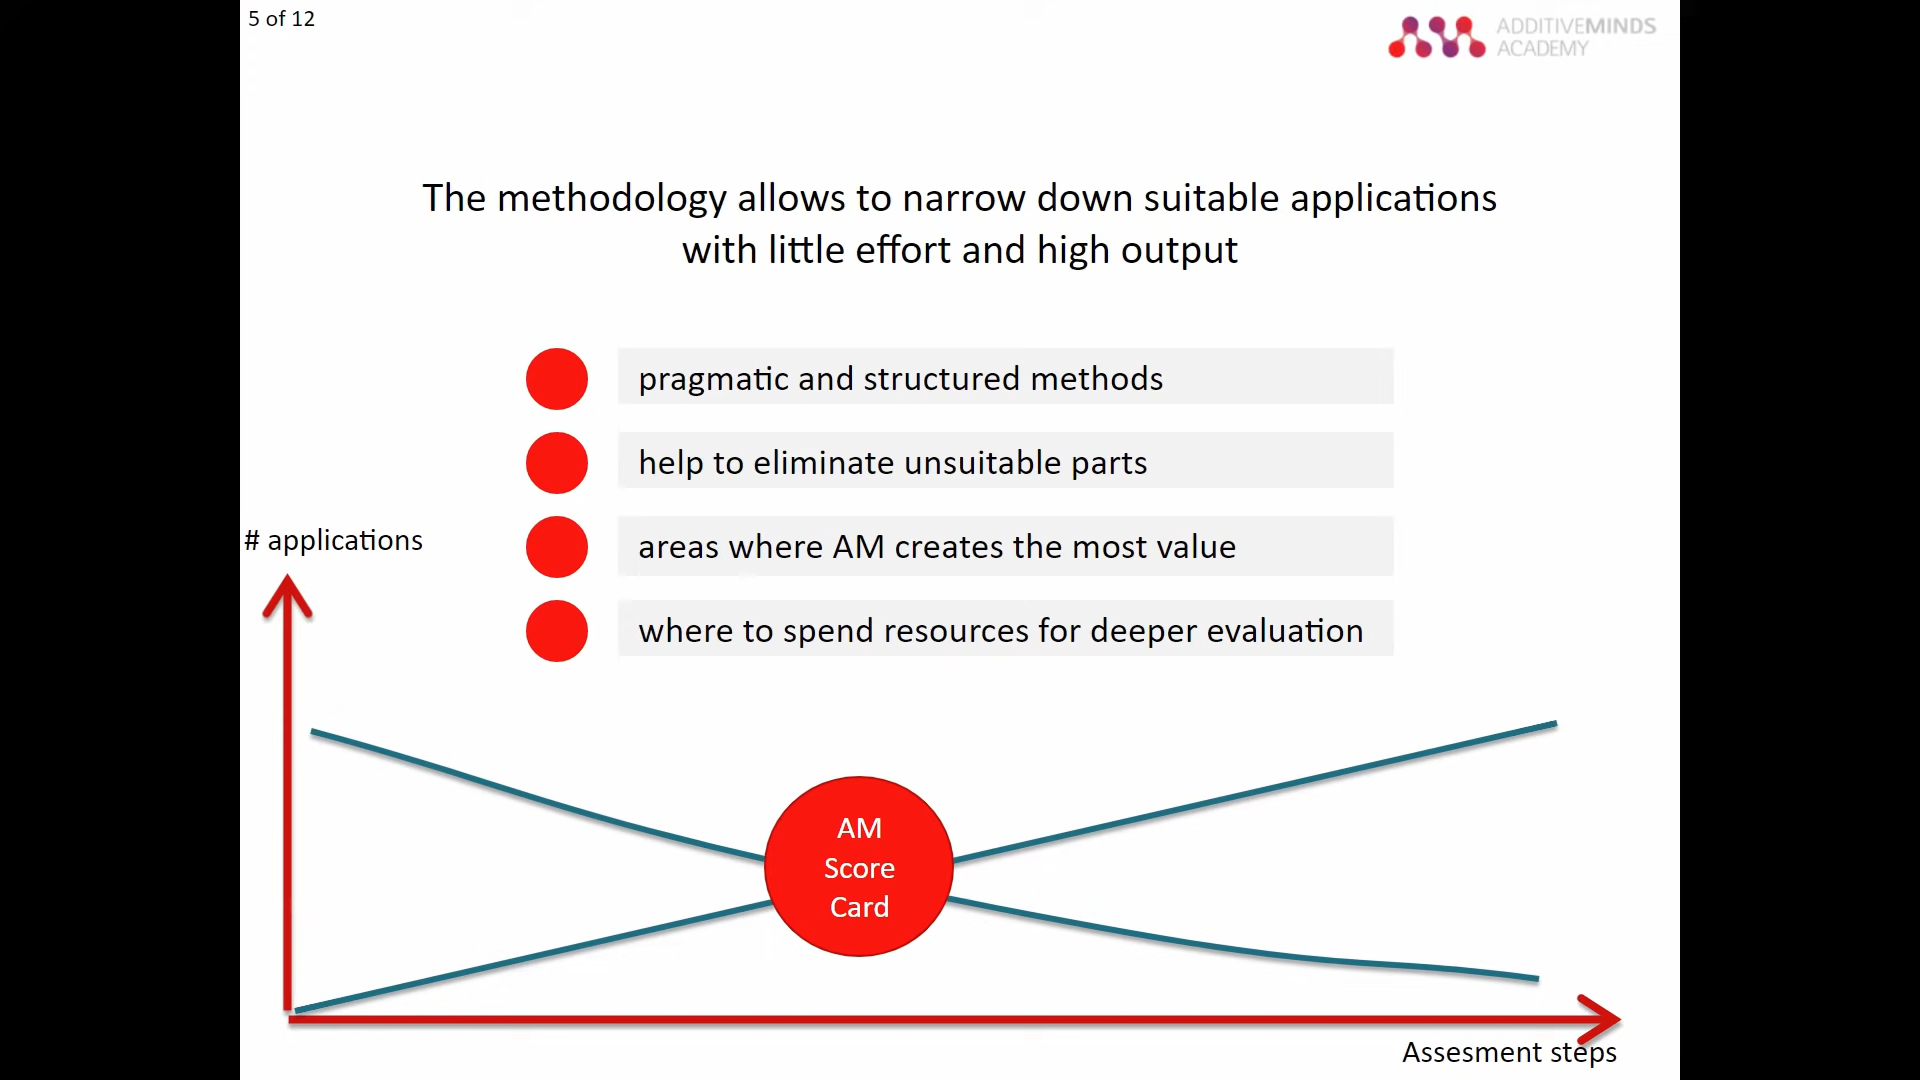 5 of 12
ADDITIVEMINDS
ACADEMY
The methodology allows to narrow down suitable applications
with little effort and high output
pragmatic and structured methods
help to eliminate unsuitable parts
areas where AM creates the most value
where to spend resources for deeper evaluation
# applications
AM
Score
Card
Assesment steps